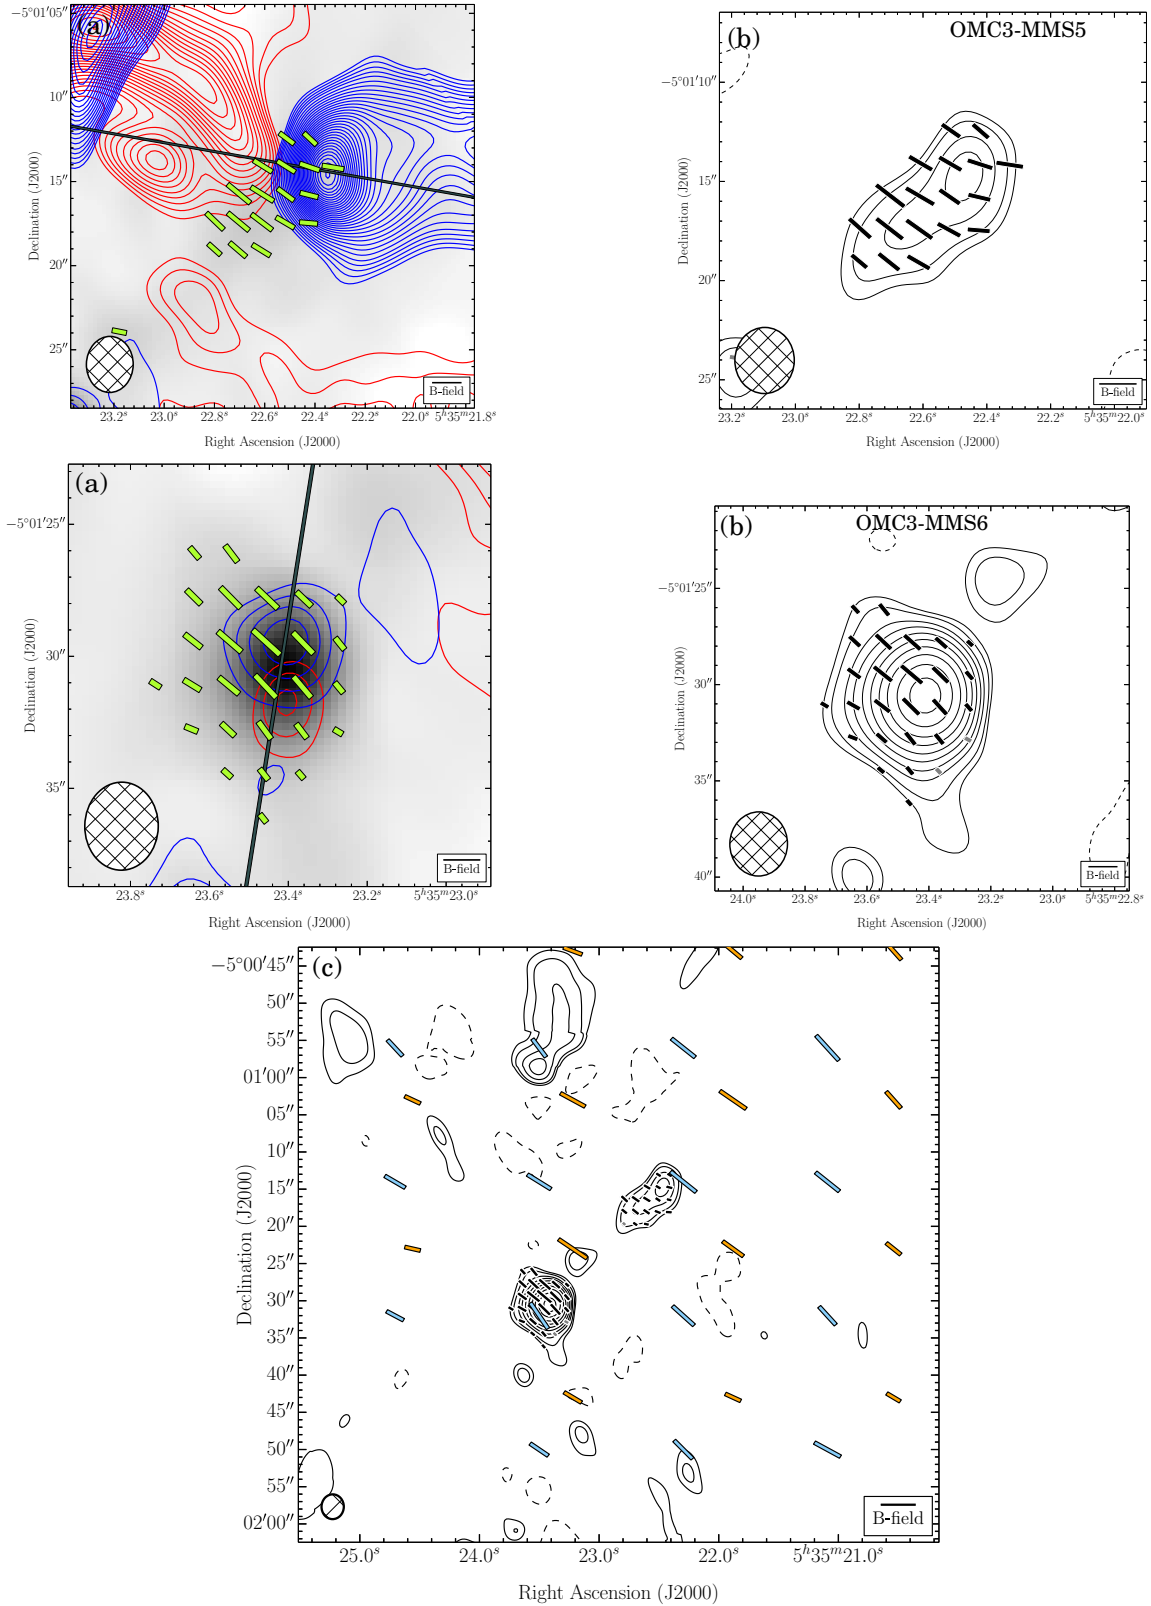 (a)
−5°01′05″
10″
15″
20″
25″
Declination (J2000)
23.2ˢ 23.0ˢ 22.8ˢ 22.6ˢ 22.4ˢ 22.2ˢ 22.0ˢ 5ʰ35ᵐ21.8ˢ
Right Ascension (J2000)
B-field
(b)
OMC3-MMS5
−5°01′10″
15″
20″
25″
Declination (J2000)
23.2ˢ 23.0ˢ 22.8ˢ 22.6ˢ 22.4ˢ 22.2ˢ 5ʰ35ᵐ22.0ˢ
Right Ascension (J2000)
B-field
(a)
−5°01′25″
30″
35″
Declination (J2000)
23.8ˢ 23.6ˢ 23.4ˢ 23.2ˢ 5ʰ35ᵐ23.0ˢ
Right Ascension (J2000)
B-field
(b)
OMC3-MMS6
−5°01′25″
30″
35″
40″
Declination (J2000)
24.0ˢ 23.8ˢ 23.6ˢ 23.4ˢ 23.2ˢ 23.0ˢ 5ʰ35ᵐ22.8ˢ
Right Ascension (J2000)
B-field
(c)
−5°00′45″
50″
55″
01′00″
05″
10″
15″
20″
25″
30″
35″
40″
45″
50″
55″
02′00″
Declination (J2000)
25.0ˢ 24.0ˢ 23.0ˢ 22.0ˢ 5ʰ35ᵐ21.0ˢ
Right Ascension (J2000)
B-field